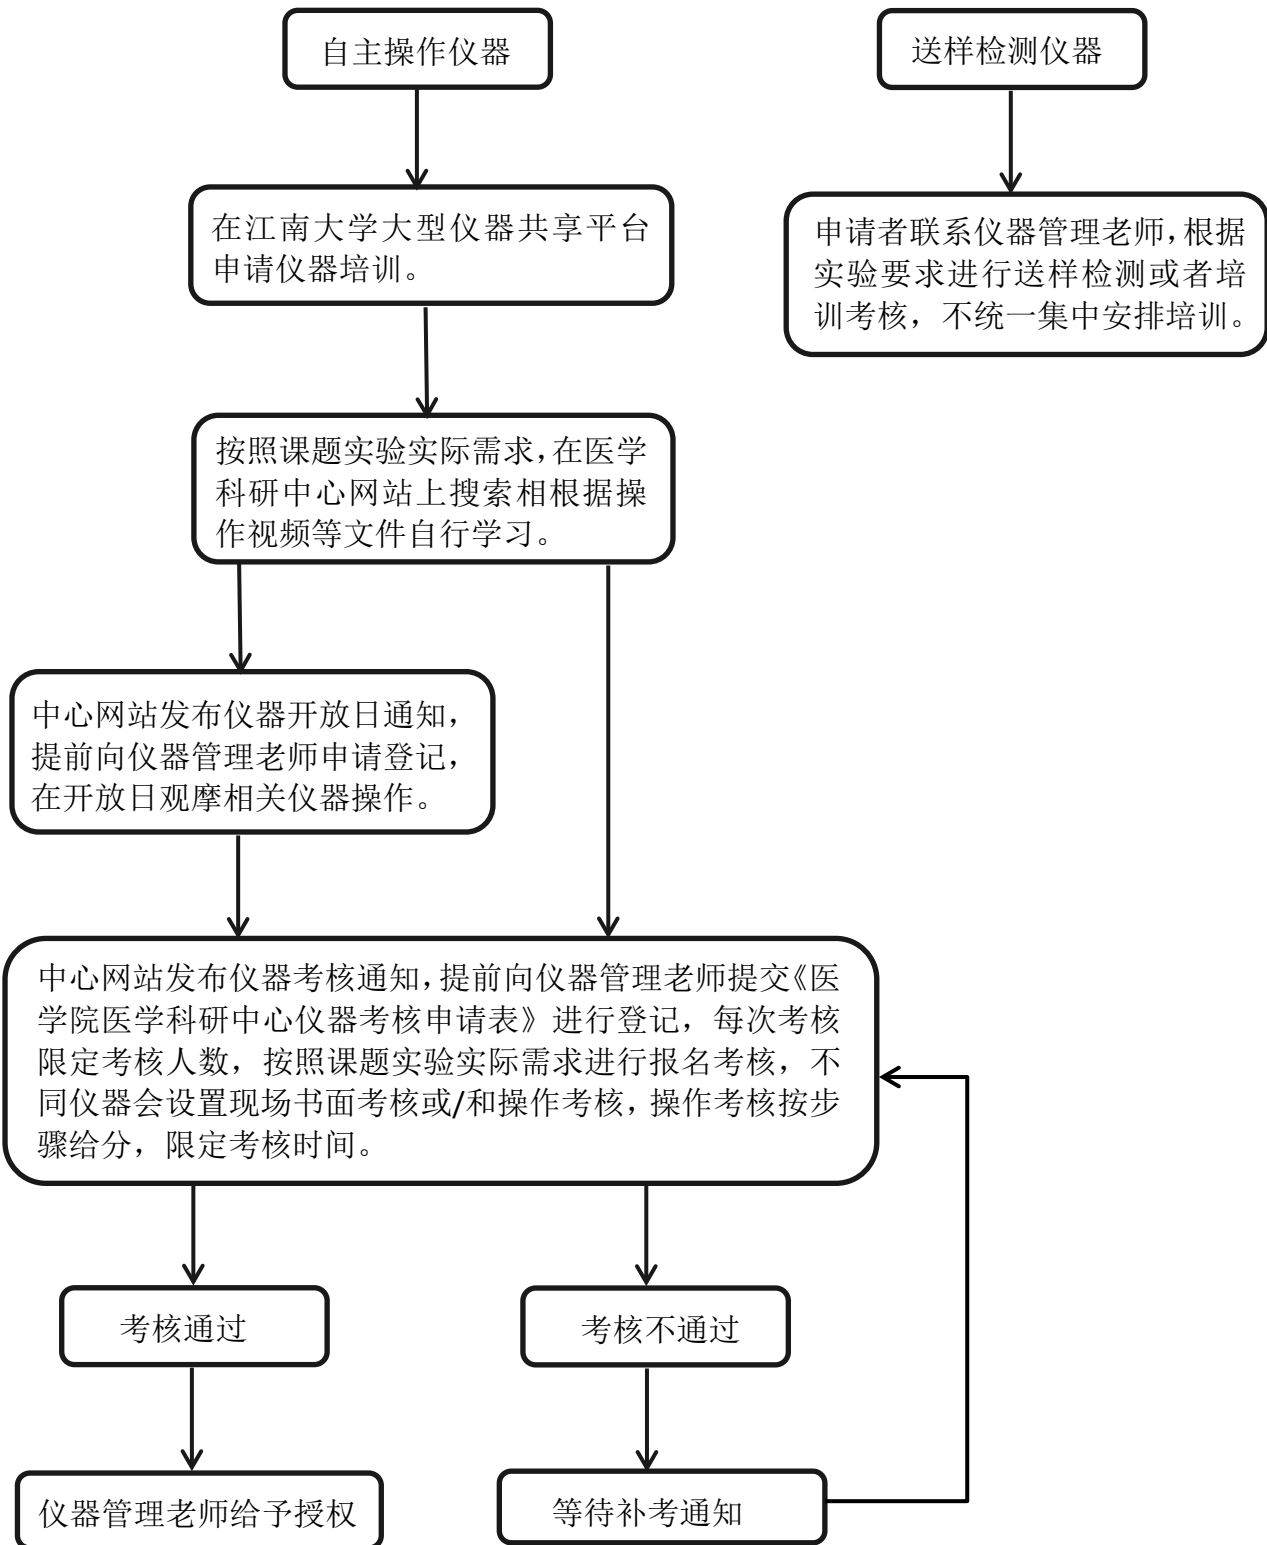 自主操作仪器
送样检测仪器
在江南大学大型仪器共享平台
申请仪器培训。
申请者联系仪器管理老师,根据
实验要求进行送样检测或者培
训考核，不统一集中安排培训。
按照课题实验实际需求,在医学
科研中心网站上搜索相根据操
作视频等文件自行学习。
中心网站发布仪器开放日通知，
提前向仪器管理老师申请登记，
在开放日观摩相关仪器操作。
中心网站发布仪器考核通知,提前向仪器管理老师提交《医
学院医学科研中心仪器考核申请表》进行登记，每次考核
限定考核人数，按照课题实验实际需求进行报名考核，不
同仪器会设置现场书面考核或/和操作考核,操作考核按步
骤给分，限定考核时间。
考核通过
考核不通过
仪器管理老师给予授权
等待补考通知